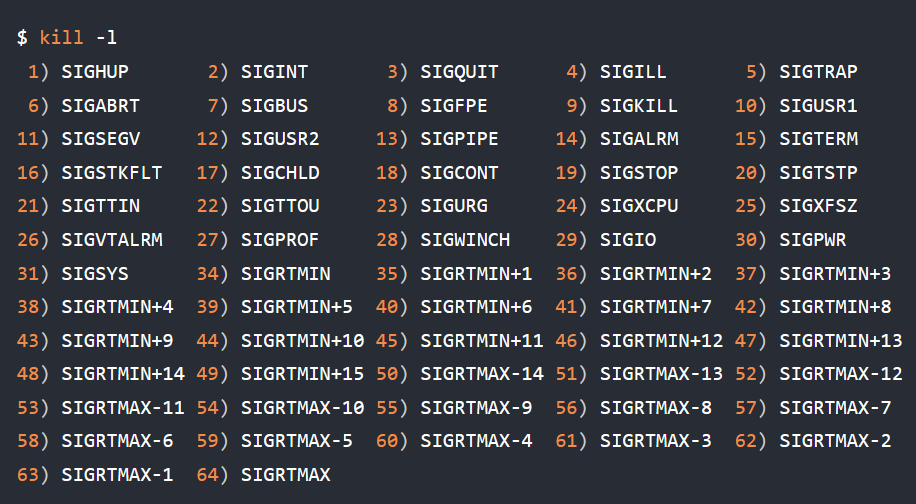 $ kill -l
 1) SIGHUP       2) SIGINT       3) SIGQUIT      4) SIGILL       5) SIGTRAP
 6) SIGABRT      7) SIGBUS       8) SIGFPE       9) SIGKILL     10) SIGUSR1
11) SIGSEGV     12) SIGUSR2     13) SIGPIPE     14) SIGALRM     15) SIGTERM
16) SIGSTKFLT   17) SIGCHLD     18) SIGCONT     19) SIGSTOP     20) SIGTSTP
21) SIGTTIN     22) SIGTTOU     23) SIGURG      24) SIGXCPU     25) SIGXFSZ
26) SIGVTALRM   27) SIGPROF     28) SIGWINCH    29) SIGIO       30) SIGPWR
31) SIGSYS      34) SIGRTMIN    35) SIGRTMIN+1  36) SIGRTMIN+2  37) SIGRTMIN+3
38) SIGRTMIN+4  39) SIGRTMIN+5  40) SIGRTMIN+6  41) SIGRTMIN+7  42) SIGRTMIN+8
43) SIGRTMIN+9  44) SIGRTMIN+10 45) SIGRTMIN+11 46) SIGRTMIN+12 47) SIGRTMIN+13
48) SIGRTMIN+14 49) SIGRTMIN+15 50) SIGRTMAX-14 51) SIGRTMAX-13 52) SIGRTMAX-12
53) SIGRTMAX-11 54) SIGRTMAX-10 55) SIGRTMAX-9  56) SIGRTMAX-8  57) SIGRTMAX-7
58) SIGRTMAX-6  59) SIGRTMAX-5  60) SIGRTMAX-4  61) SIGRTMAX-3  62) SIGRTMAX-2
63) SIGRTMAX-1  64) SIGRTMAX